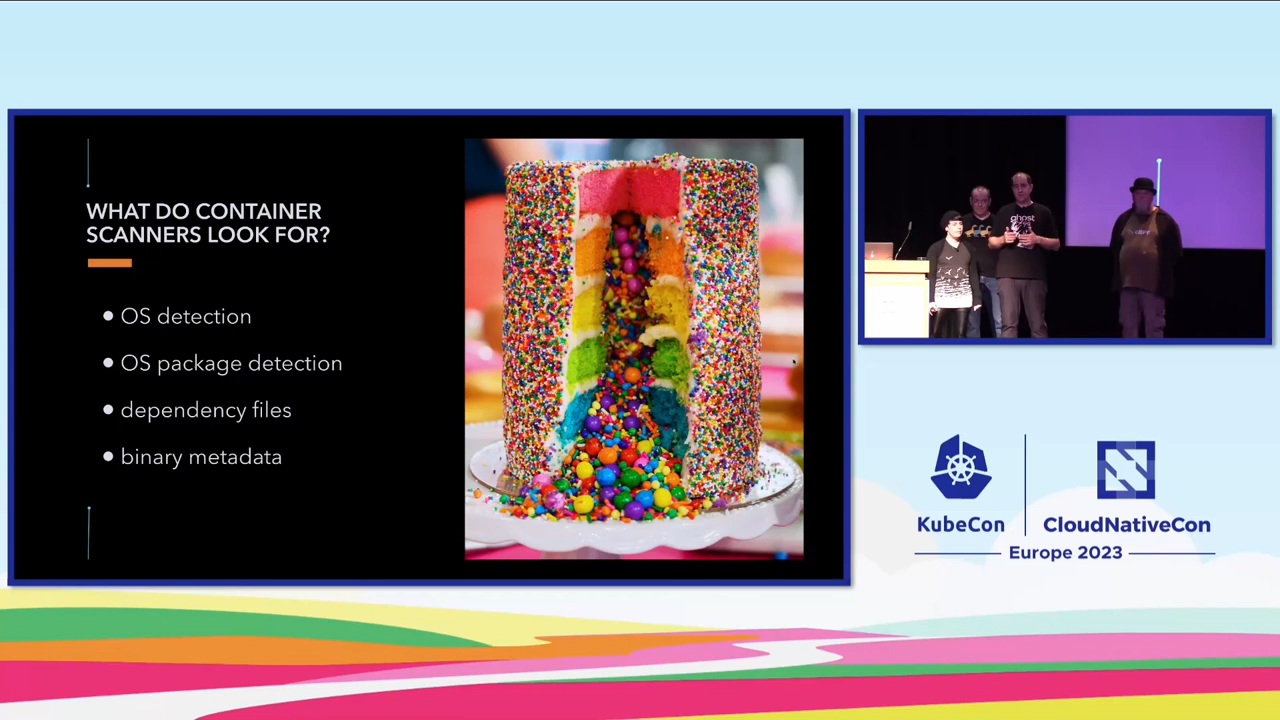 WHAT DO CONTAINER
SCANNERS LOOK FOR?
• OS detection
• OS package detection
• dependency files
• binary metadata
ghost
KubeCon
CloudNativeCon
Europe 2023